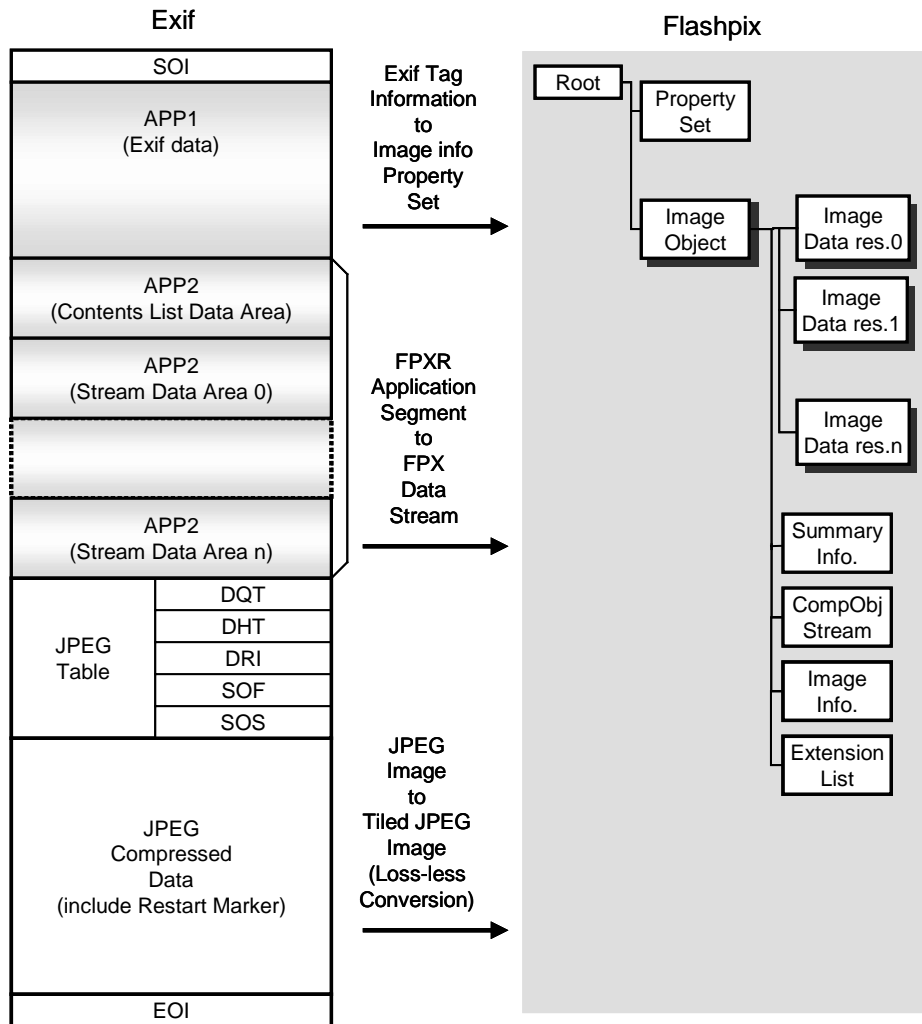 Exif
SOI
APP1
(Exif data)
APP2
(Contents List Data Area)
APP2
(Stream Data Area 0)
APP2
(Stream Data Area n)
JPEG
Table
DQT
DHT
DRI
SOF
SOS
JPEG
Compressed
Data
(include Restart Marker)
EOI
Exif Tag
Information
to
Image info
Property
Set
FPXR
Application
Segment
to
FPX
Data
Stream
JPEG
Image
to
Tiled JPEG
Image
(Loss-less
Conversion)
Flashpix
Root
Property
Set
Image
Object
Image
Data res.0
Image
Data res.1
Image
Data res.n
Summary
Info.
CompObj
Stream
Image
Info.
Extension
List